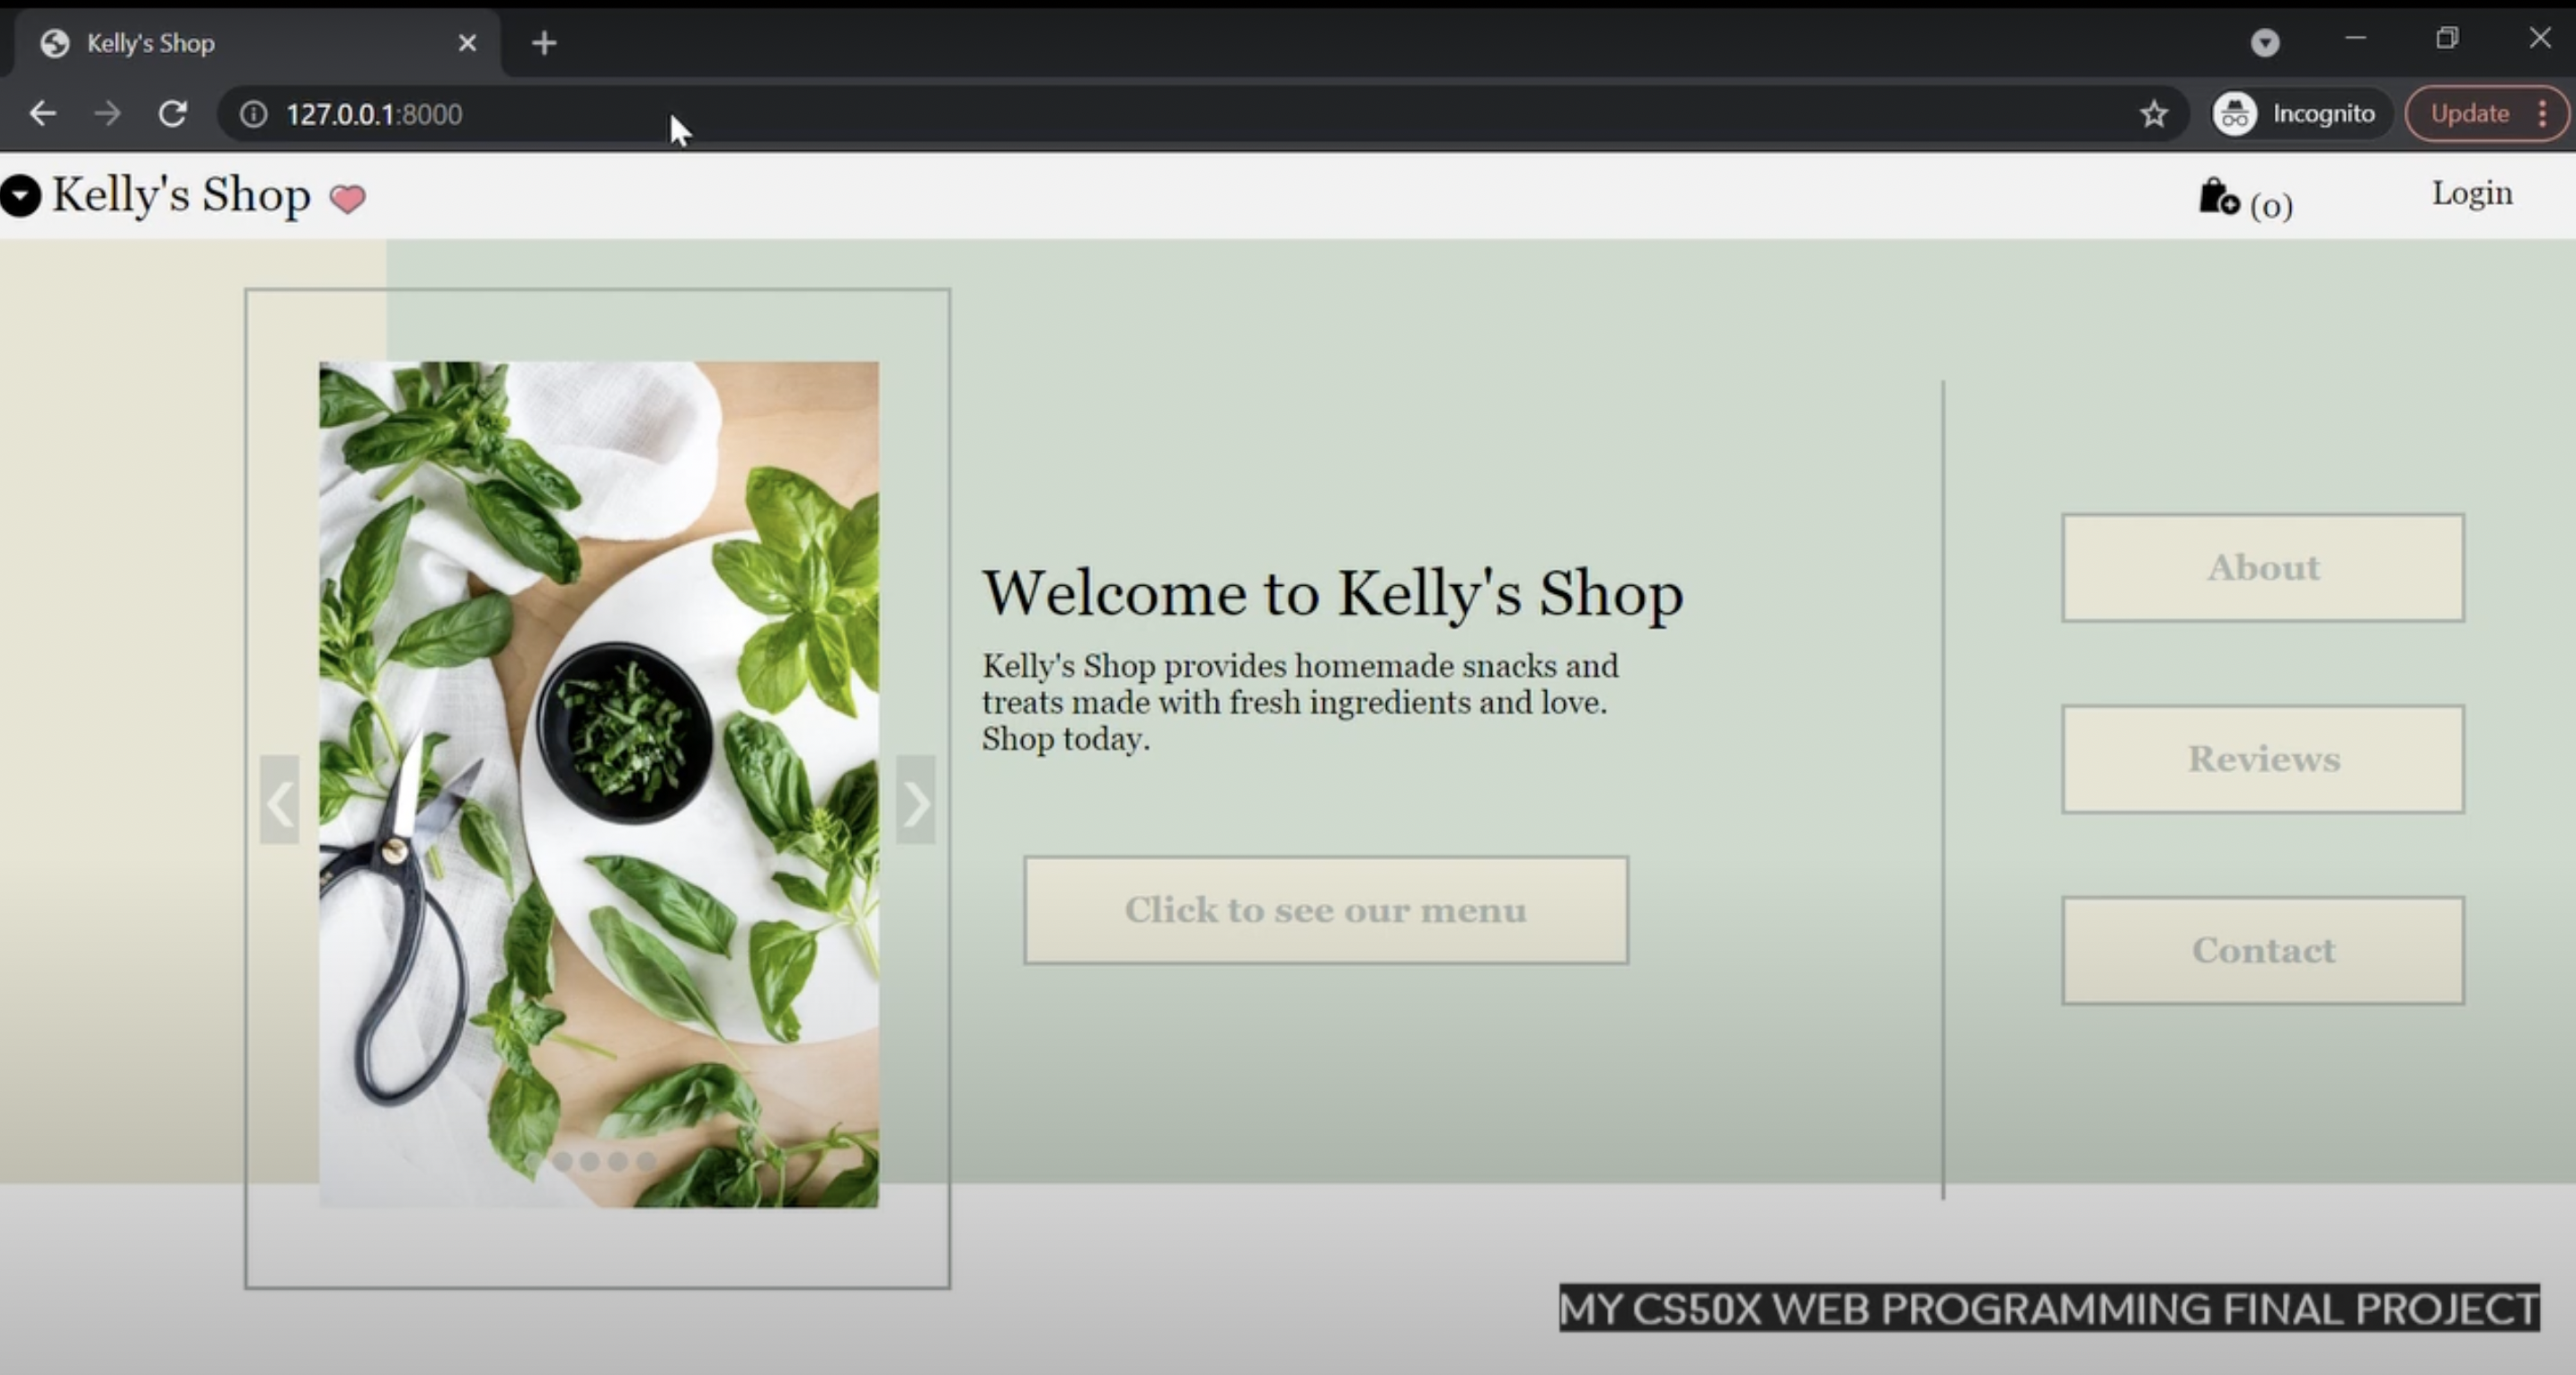 Kelly's Shop
127.0.0.1:8000
Incognito
Update
Kelly's Shop
(0)
Login
Welcome to Kelly's Shop
Kelly's Shop provides homemade snacks and
treats made with fresh ingredients and love.
Shop today.
Click to see our menu
About
Reviews
Contact
MY CS50X WEB PROGRAMMING FINAL PROJECT